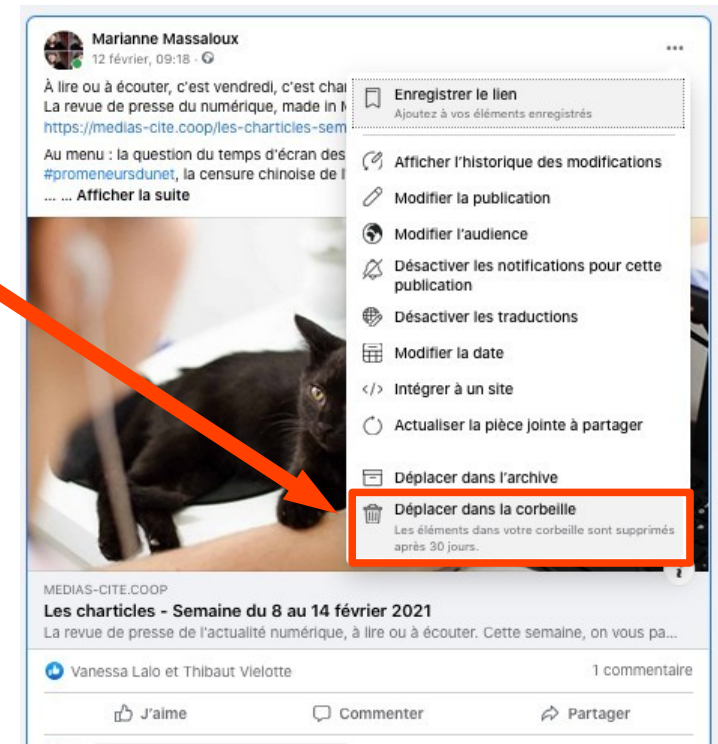 Marianne Massaloux
12 février, 09:18 ·
À lire ou à écouter, c'est vendredi, c'est
La revue de presse du numérique, made in
https://medias-cite.coop/les-charticles-sem
Au menu : la question du temps d'écran des
#promeneursdunet, la censure chinoise de
... ... Afficher la suite
Enregistrer le lien
Ajoutez à vos éléments enregistrés
Afficher l'historique des modifications
Modifier la publication
Modifier l'audience
Désactiver les notifications pour cette
publication
Désactiver les traductions
Modifier la date
</> Intégrer à un site
Actualiser la pièce jointe à partager
Déplacer dans l'archive
Déplacer dans la corbeille
Les éléments dans votre corbeille sont supprimés
après 30 jours.
MEDIAS-CITE.COOP
Les charticles - Semaine du 8 au 14 février 2021
La revue de presse de l'actualité numérique, à lire ou à écouter. Cette semaine, on vous pa...
Vanessa Lalo et Thibaut Vielotte
1 commentaire
J'aime
Commenter
Partager